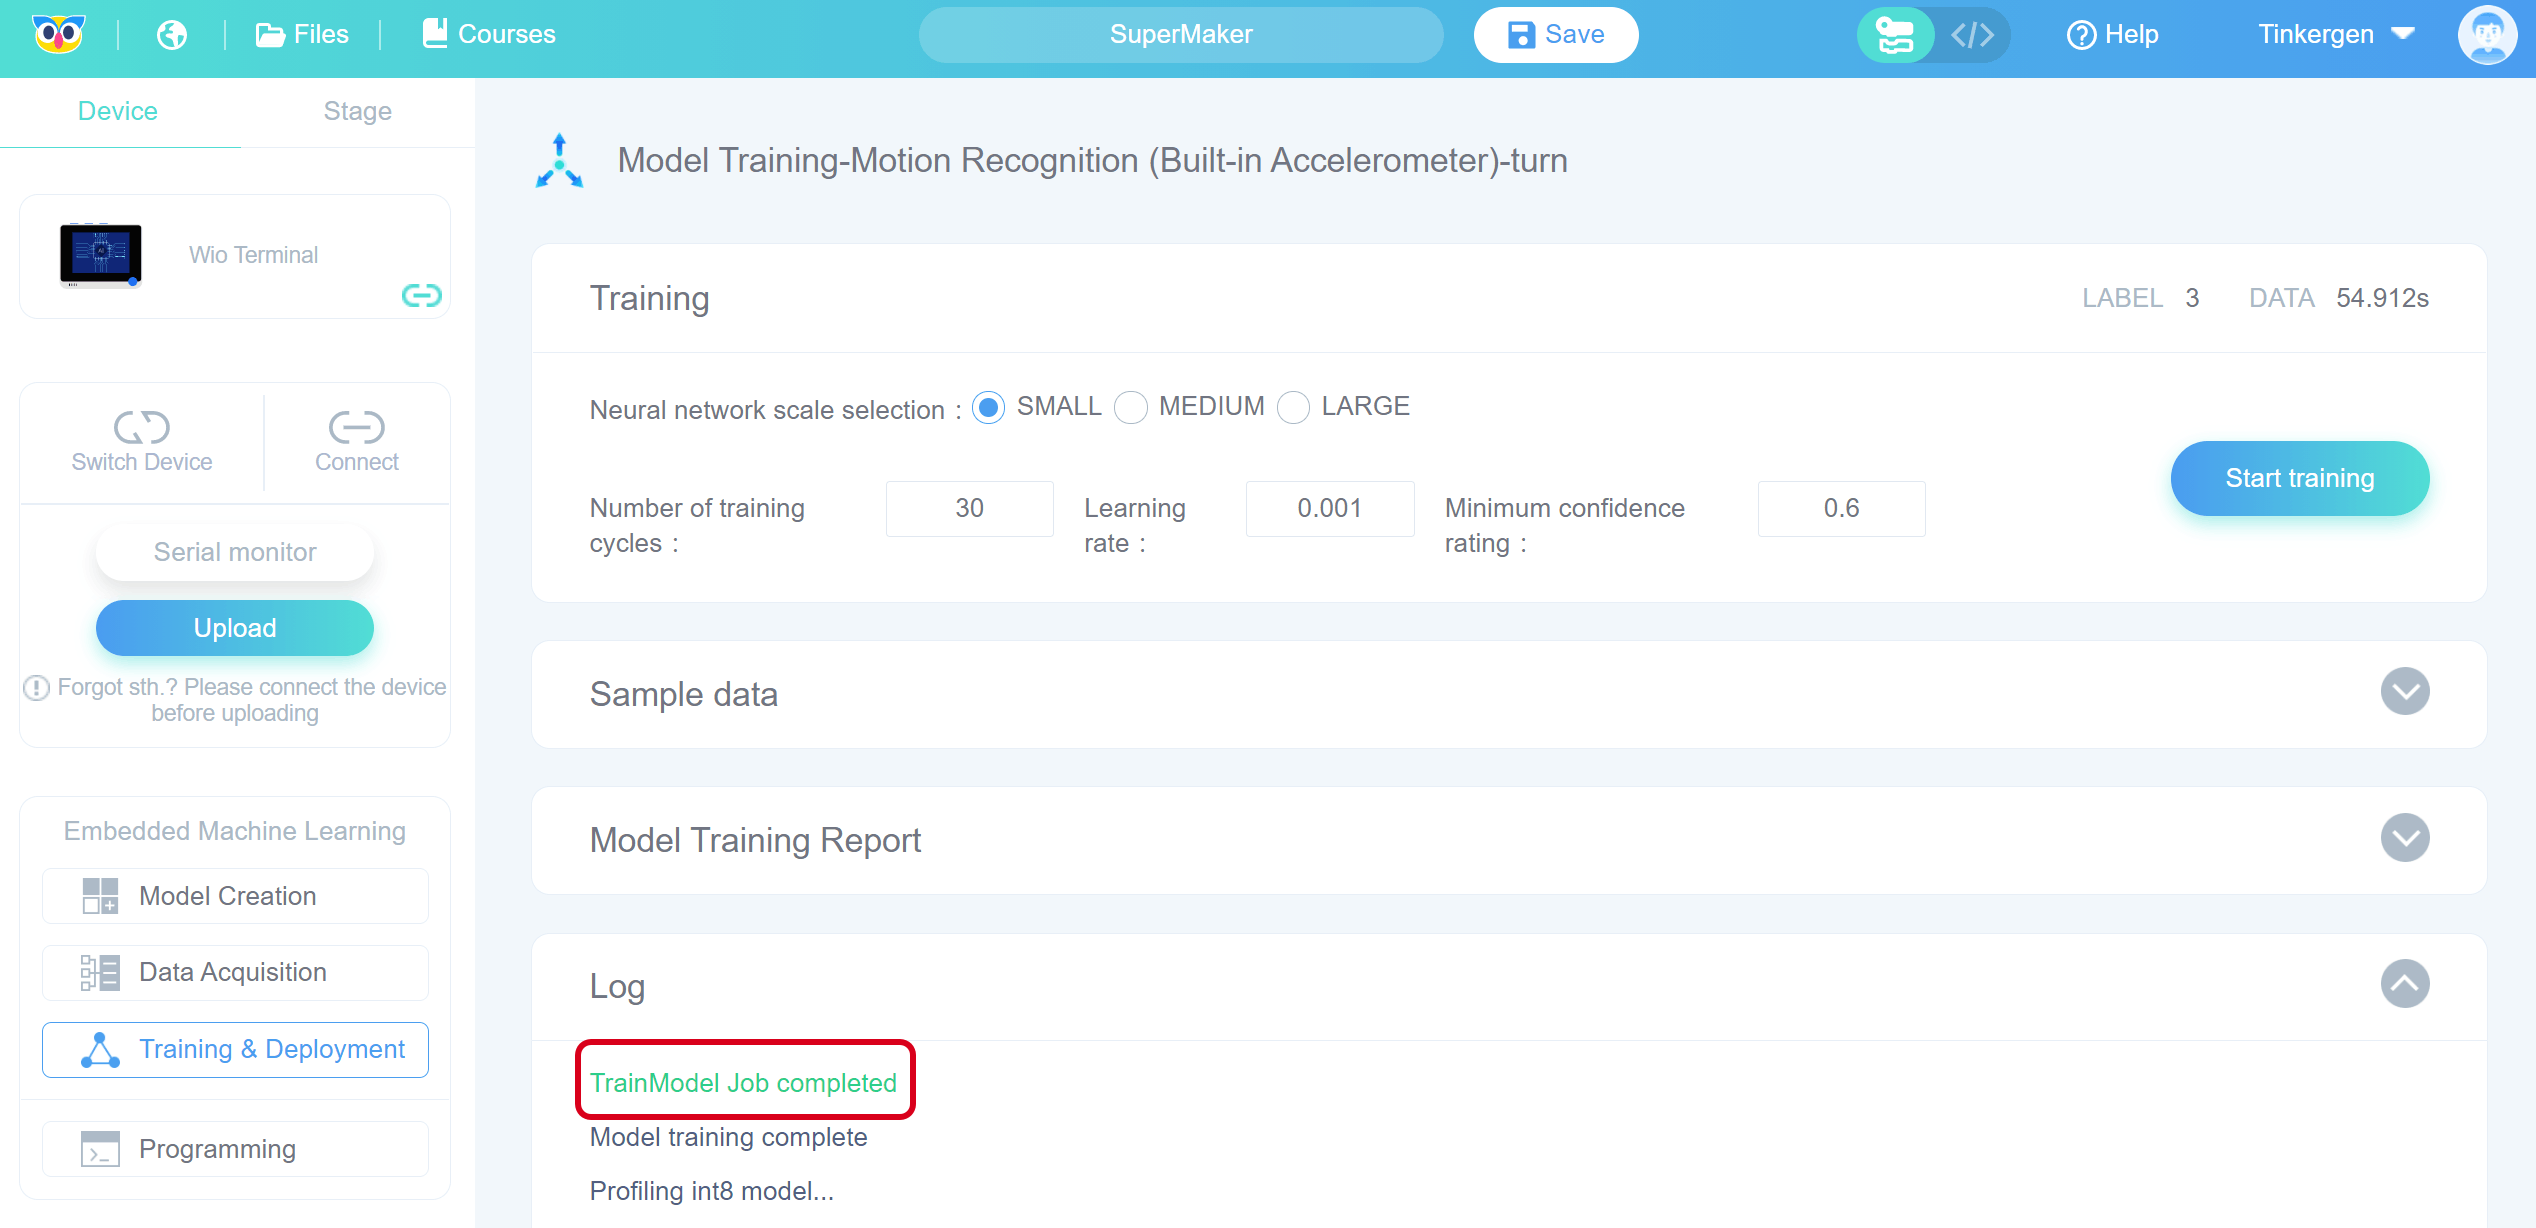 Files
Courses
SuperMaker
Save
Help
Tinkergen
Device
Stage
Wio Terminal
Switch Device
Connect
Serial monitor
Upload
Forgot sth.? Please connect the device
before uploading
Embedded Machine Learning
Model Creation
Data Acquisition
Training & Deployment
Programming
Model Training-Motion Recognition (Built-in Accelerometer)-turn
Training
LABEL 3 DATA 54.912s
Neural network scale selection : SMALL MEDIUM LARGE
Number of training
cycles :
30
Learning
rate :
0.001
Minimum confidence
rating :
0.6
Start training
Sample data
Model Training Report
Log
TrainModel Job completed
Model training complete
Profiling int8 model...